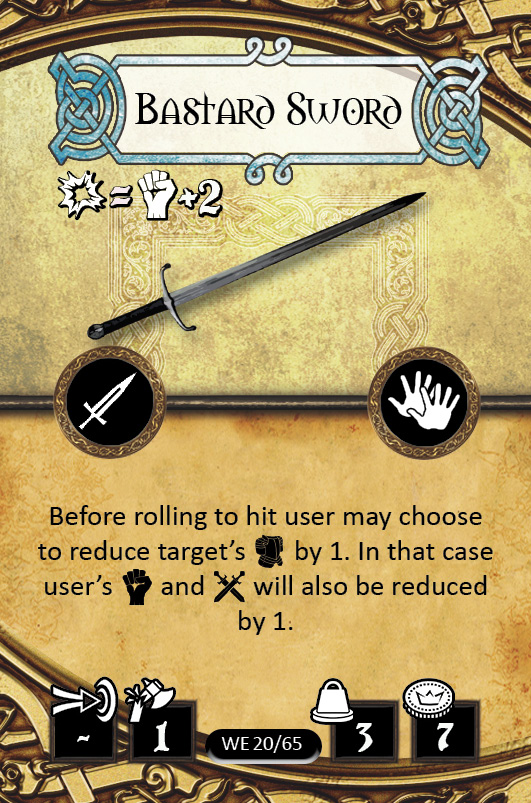 Bastard Sword
= +2
Before rolling to hit user may choose
to reduce target's by 1. In that case
user's and will also be reduced
by 1.
- 1 WE 20/65 3 7